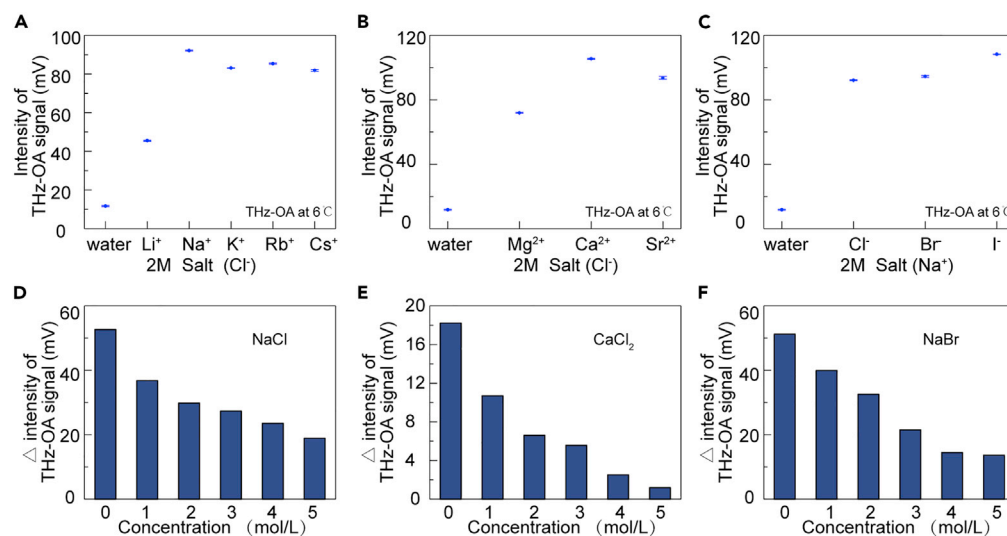 A
Intensity of
THz-OA signal (mV)
100
80
60
40
20
0
THz-OA at 6℃
water Li⁺ Na⁺ K⁺ Rb⁺ Cs⁺
2M Salt (Cl⁻)
B
Intensity of
THz-OA signal (mV)
120
80
40
0
THz-OA at 6℃
water Mg²⁺ Ca²⁺ Sr²⁺
2M Salt (Cl⁻)
C
Intensity of
THz-OA signal (mV)
120
80
40
0
THz-OA at 6℃
water Cl⁻ Br⁻ I⁻
2M Salt (Na⁺)
D
△ intensity of
THz-OA signal (mV)
60
40
20
0
NaCl
0 1 2 3 4 5
Concentration (mol/L)
E
△ intensity of
THz-OA signal (mV)
20
16
12
8
4
0
CaCl₂
0 1 2 3 4 5
Concentration (mol/L)
F
△ intensity of
THz-OA signal (mV)
60
40
20
0
NaBr
0 1 2 3 4 5
Concentration (mol/L)